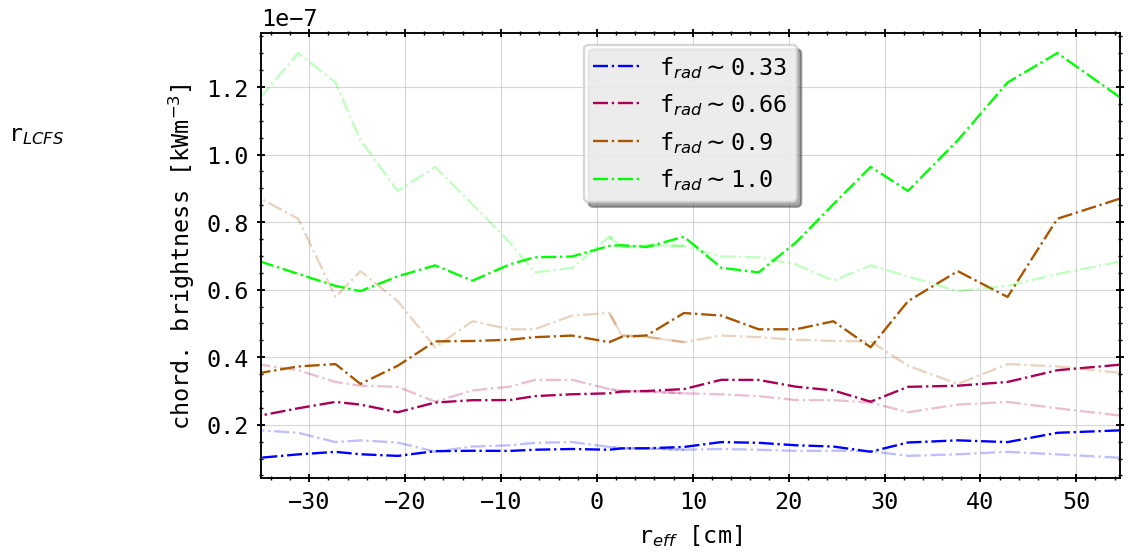 1e−7
r_LCFS
chord. brightness [kWm⁻³]
1.2
1.0
0.8
0.6
0.4
0.2
f_rad ~ 0.33
f_rad ~ 0.66
f_rad ~ 0.9
f_rad ~ 1.0
−30 −20 −10 0 10 20 30 40 50
r_eff [cm]